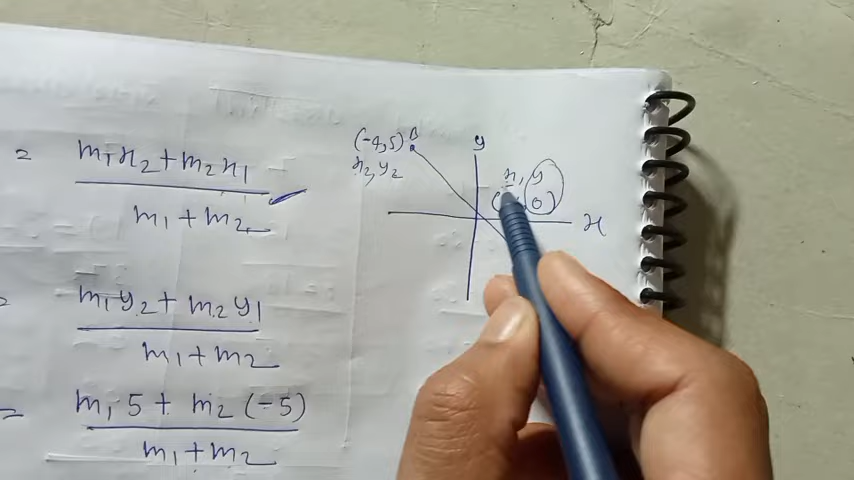 = m₁x₂ + m₂x₁
m₁ + m₂
= m₁y₂ + m₂y₁
m₁ + m₂
= m₁ 5 + m₂ (-5)
m₁ + m₂
(-4,5) B
x₂, y₂
y
x, y
0)
x